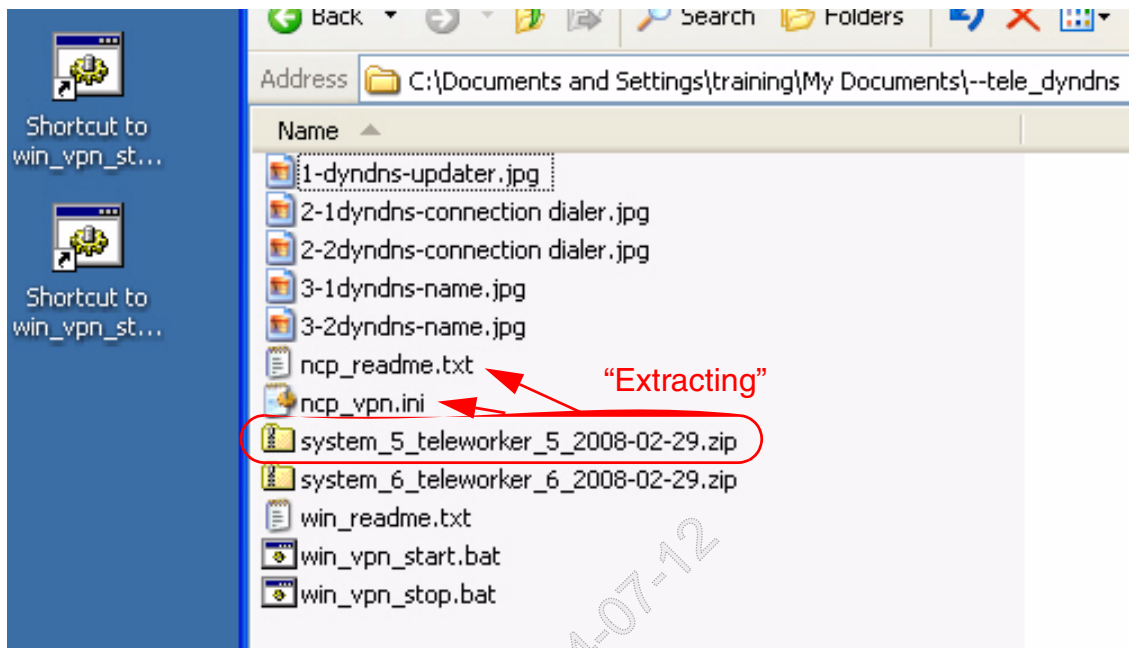 Back
Search
Folders
Address C:\Documents and Settings\training\My Documents\--tele_dyndns
Name
Shortcut to
win_vpn_st...
Shortcut to
win_vpn_st...
1-dyndns-updater.jpg
2-1dyndns-connection dialer.jpg
2-2dyndns-connection dialer.jpg
3-1dyndns-name.jpg
3-2dyndns-name.jpg
ncp_readme.txt
“Extracting”
ncp_vpn.ini
system_5_teleworker_5_2008-02-29.zip
system_6_teleworker_6_2008-02-29.zip
win_readme.txt
win_vpn_start.bat
win_vpn_stop.bat